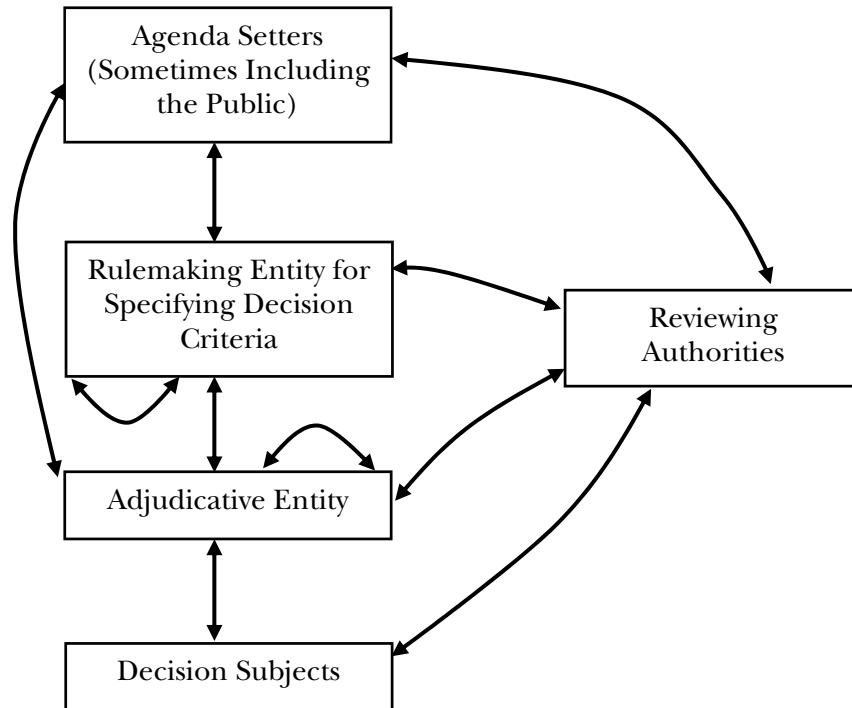 Agenda Setters
(Sometimes Including
the Public)
Rulemaking Entity for
Specifying Decision
Criteria
Reviewing
Authorities
Adjudicative Entity
Decision Subjects